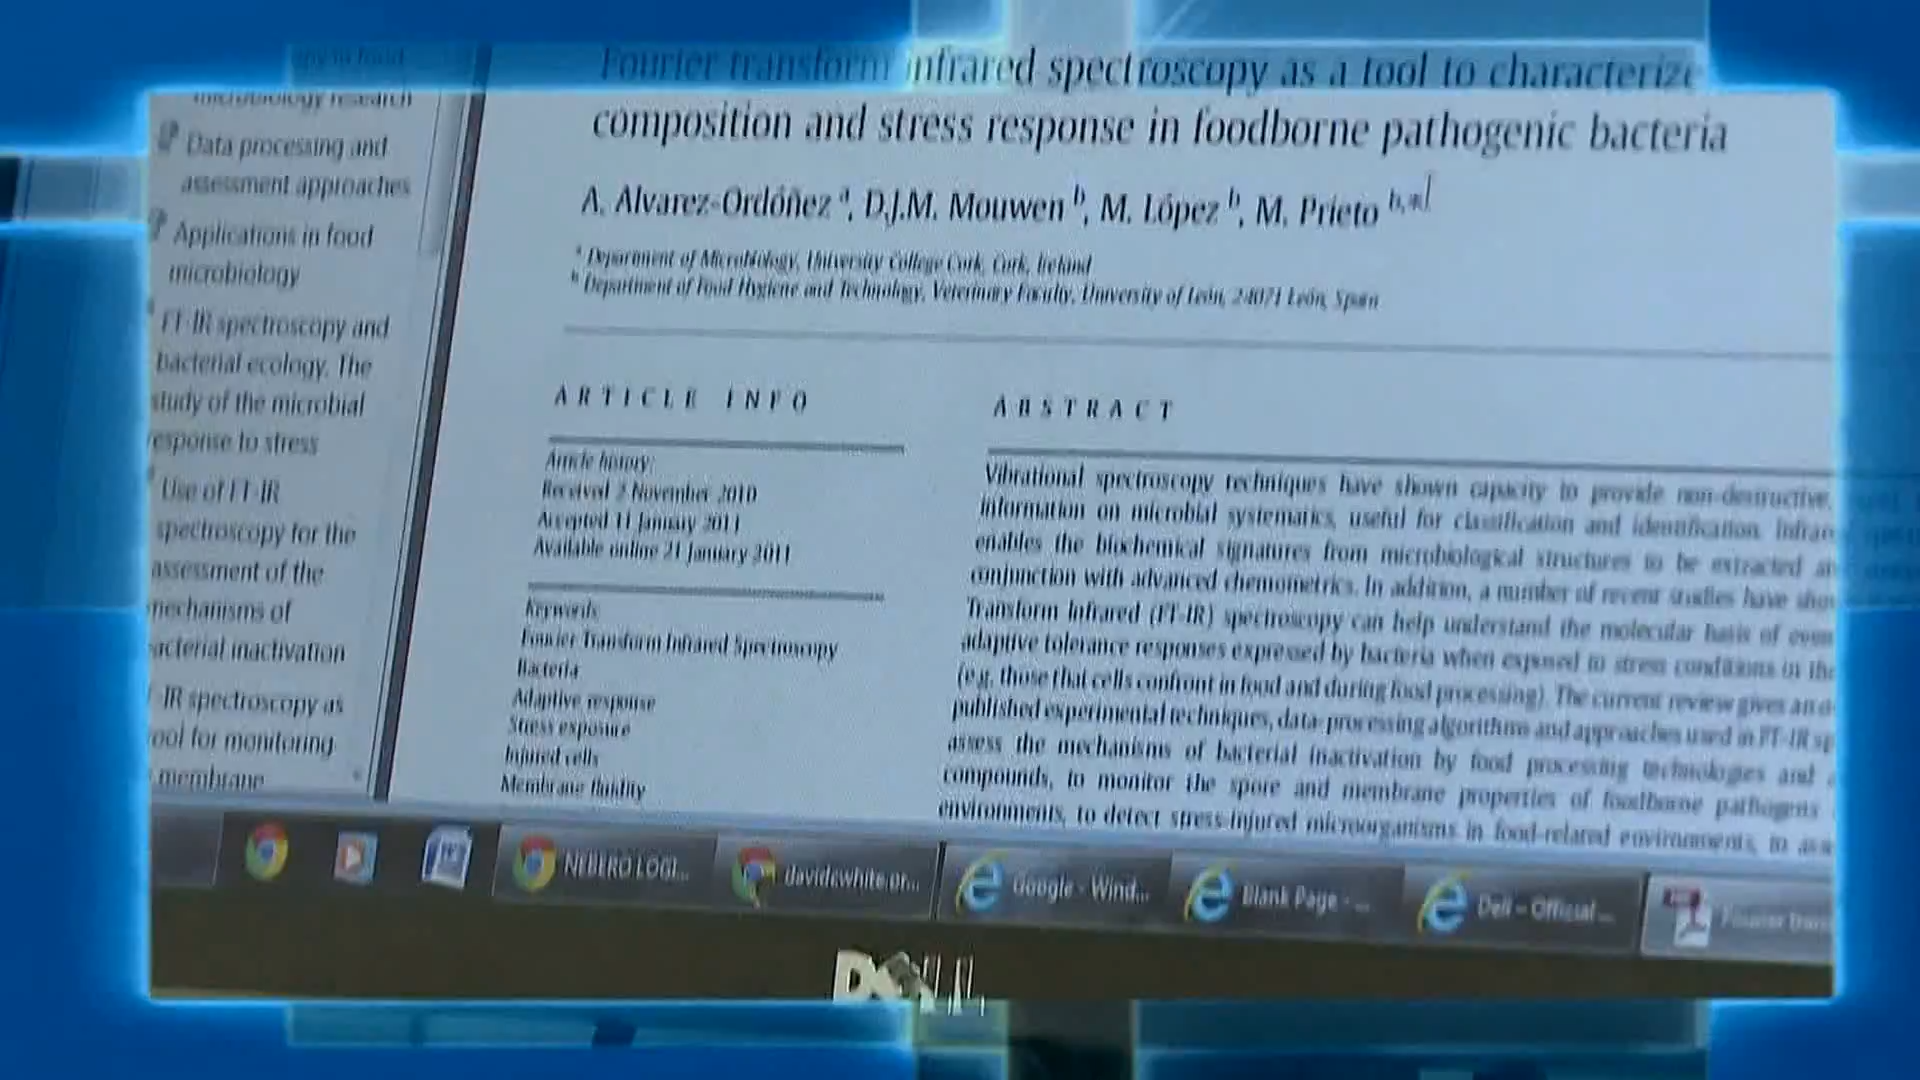 microbiology research
Data processing and
assessment approaches
Applications in food
microbiology
FT-IR spectroscopy and
bacterial ecology. The
study of the microbial
response to stress
Use of FT-IR
spectroscopy for the
assessment of the
mechanisms of
bacterial inactivation
-IR spectroscopy as
tool for monitoring
membrane
Fourier transform infrared spectroscopy as a tool to characterize
composition and stress response in foodborne pathogenic bacteria
A. Alvarez-Ordóñez a, D.J.M. Mouwen b, M. López b, M. Prieto b,*
a Department of Microbiology, University College Cork, Cork, Ireland
b Department of Food Hygiene and Technology, Veterinary Faculty, University of León, 24071 León, Spain
ARTICLE INFO
Article history:
Received 2 November 2010
Accepted 11 January 2011
Available online 21 January 2011
Keywords:
Fourier Transform Infrared Spectroscopy
Bacteria
Adaptive response
Stress exposure
Injured cells
Membrane fluidity
ABSTRACT
Vibrational spectroscopy techniques have shown capacity to provide non-destructive,
information on microbial systematics, useful for classification and identification. Infrared
enables the biochemical signatures from microbiological structures to be extracted
conjunction with advanced chemometrics. In addition, a number of recent studies have
Transform Infrared (FT-IR) spectroscopy can help understand the molecular basis of
adaptive tolerance responses expressed by bacteria when exposed to stress conditions in the
(e.g. those that cells confront in food and during food processing). The current review gives an
published experimental techniques, data-processing algorithms and approaches used in FT-IR
assess the mechanisms of bacterial inactivation by food processing technologies and
compounds, to monitor the spore and membrane properties of foodborne pathogens
environments, to detect stress-injured microorganisms in food-related environments, to
NEBERO LOGI...
davidcwhite.pr...
Google - Wind...
Blank Page - ...
Dell - Official ...
DELL